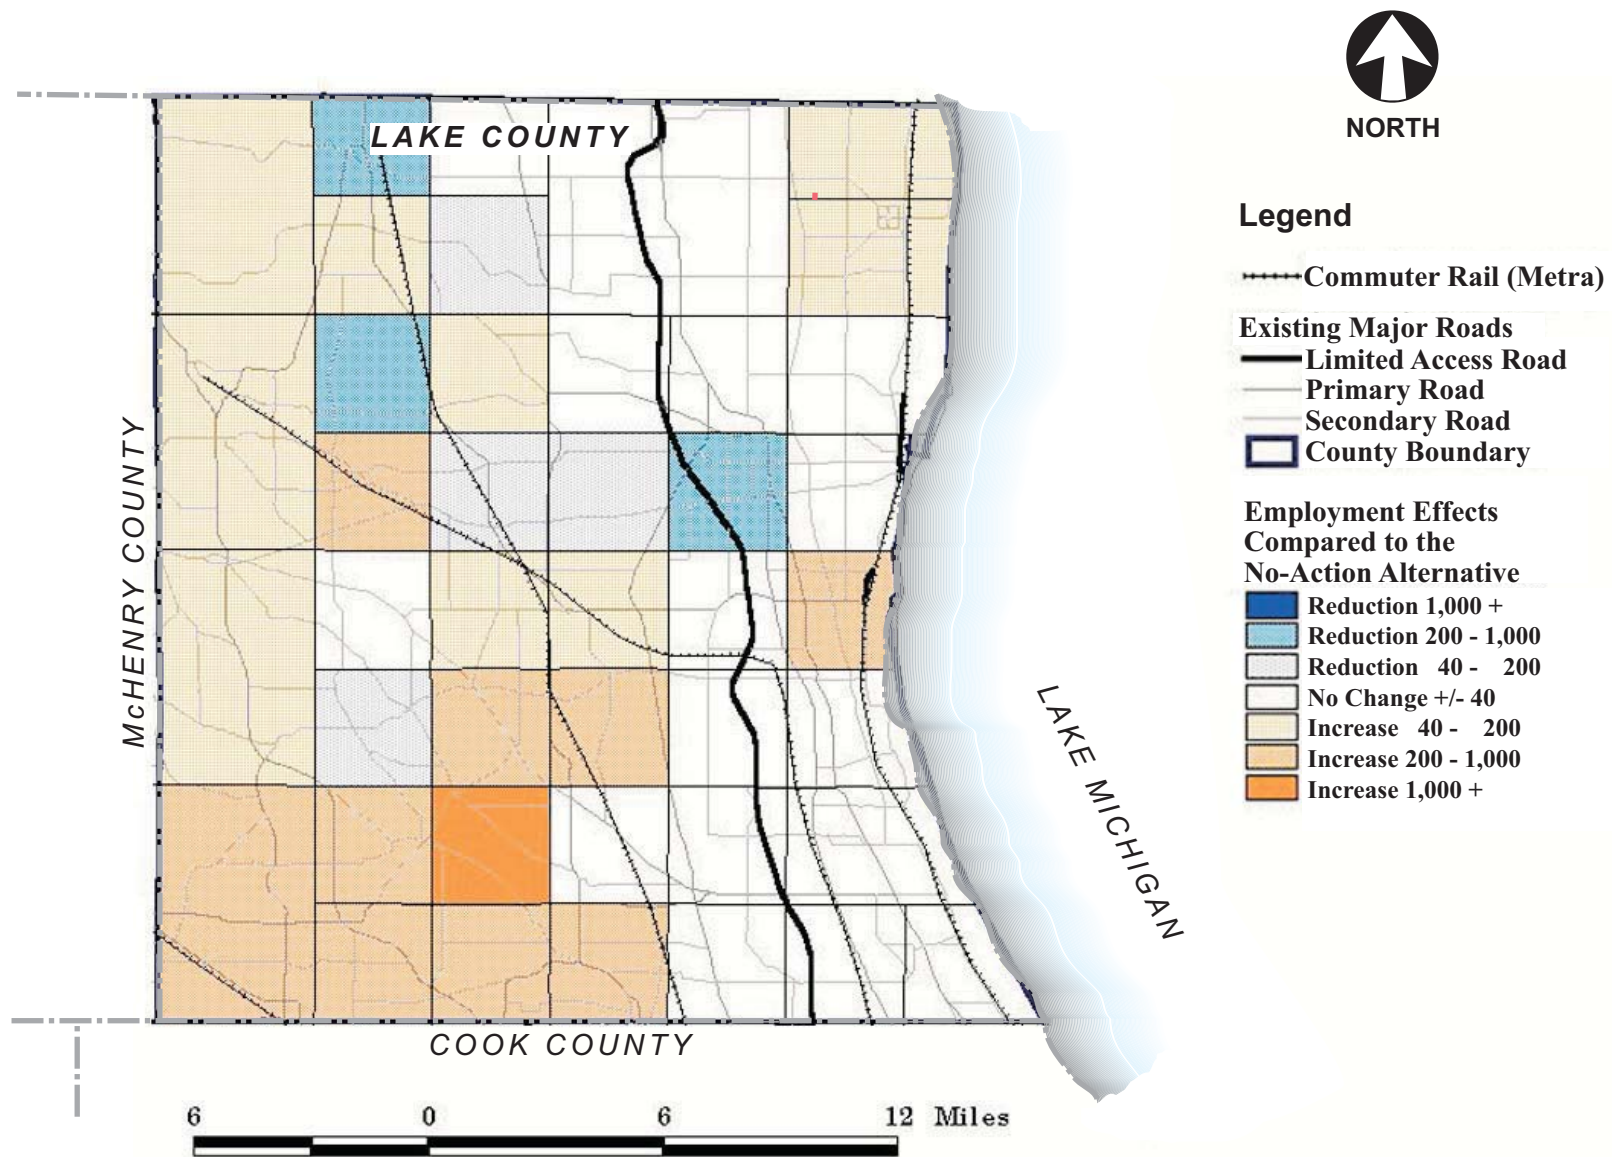 NORTH
LAKE COUNTY
McHENRY COUNTY
LAKE MICHIGAN
COOK COUNTY
6 0 6 12 Miles
Legend
Commuter Rail (Metra)
Existing Major Roads
Limited Access Road
Primary Road
Secondary Road
County Boundary
Employment Effects
Compared to the
No-Action Alternative
Reduction 1,000 +
Reduction 200 - 1,000
Reduction 40 - 200
No Change +/- 40
Increase 40 - 200
Increase 200 - 1,000
Increase 1,000 +